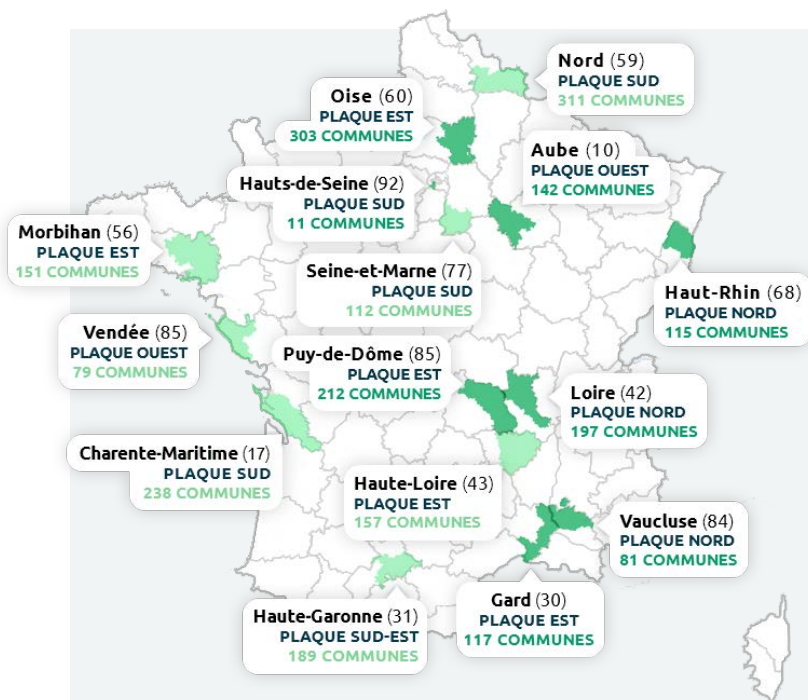 Nord (59)
PLAQUE SUD
311 COMMUNES
Oise (60)
PLAQUE EST
303 COMMUNES
Aube (10)
PLAQUE OUEST
142 COMMUNES
Hauts-de-Seine (92)
PLAQUE SUD
11 COMMUNES
Morbihan (56)
PLAQUE EST
151 COMMUNES
Seine-et-Marne (77)
PLAQUE SUD
112 COMMUNES
Haut-Rhin (68)
PLAQUE NORD
115 COMMUNES
Vendée (85)
PLAQUE OUEST
79 COMMUNES
Puy-de-Dôme (85)
PLAQUE EST
212 COMMUNES
Loire (42)
PLAQUE NORD
197 COMMUNES
Charente-Maritime (17)
PLAQUE SUD
238 COMMUNES
Haute-Loire (43)
PLAQUE EST
157 COMMUNES
Vaucluse (84)
PLAQUE NORD
81 COMMUNES
Haute-Garonne (31)
PLAQUE SUD-EST
189 COMMUNES
Gard (30)
PLAQUE EST
117 COMMUNES